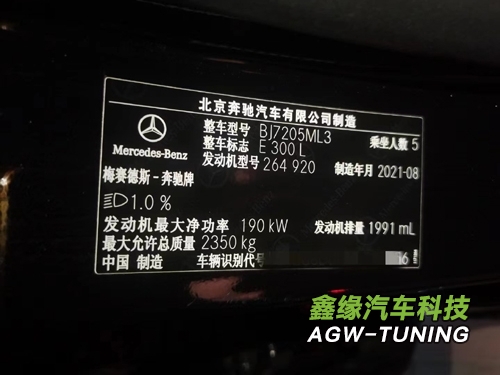 北京奔驰汽车有限公司制造
整车型号 BJ7205ML3 乘坐人数 5
整车标志 E 300 L
Mercedes-Benz 发动机型号 264 920 制造年月 2021-08
梅赛德斯-奔驰牌
1.0 %
发动机最大净功率 190 kW 发动机排量 1991 mL
最大允许总质量 2350 kg
中国 制造 车辆识别代号 6
鑫缘汽车科技
AGW-TUNING